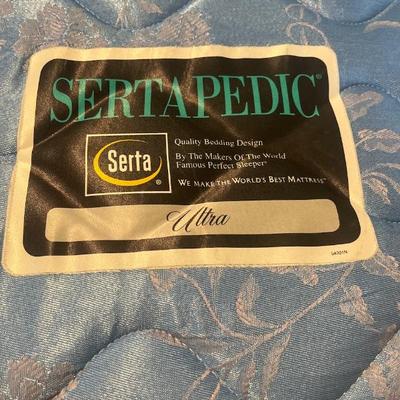 SERTAPEDIC®
Serta®
Quality Bedding Design
By The Makers Of The World
Famous Perfect Sleeper®
WE MAKE THE WORLD'S BEST MATTRESS™
Ultra